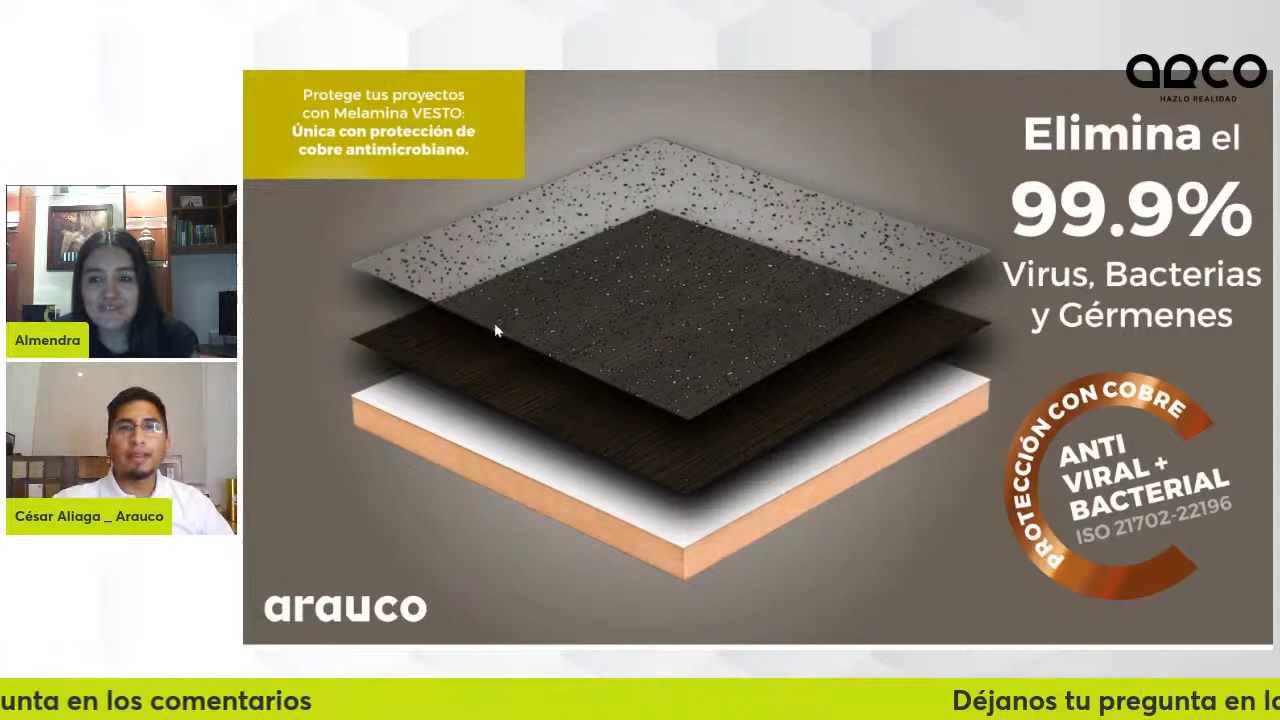 arco
HAZLO REALIDAD
Protege tus proyectos
con Melamina VESTO:
Única con protección de
cobre antimicrobiano.
Elimina el
99.9%
Virus, Bacterias
y Gérmenes
PROTECCIÓN CON COBRE
ANTI
VIRAL +
BACTERIAL
ISO 21702-22196
Almendra
César Aliaga _ Arauco
arauco
unta en los comentarios
Déjanos tu pregunta en lo